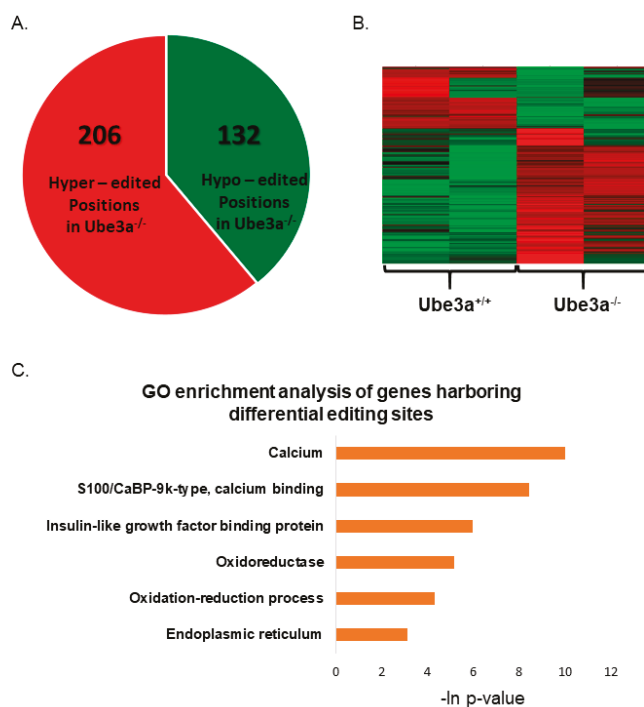 A.
206
Hyper – edited
Positions
in Ube3a-/-
132
Hypo – edited
Positions
in Ube3a-/-
B.
Ube3a+/+ Ube3a-/-
C.
GO enrichment analysis of genes harboring
differential editing sites
Calcium
S100/CaBP-9k-type, calcium binding
Insulin-like growth factor binding protein
Oxidoreductase
Oxidation-reduction process
Endoplasmic reticulum
0 2 4 6 8 10 12
-ln p-value